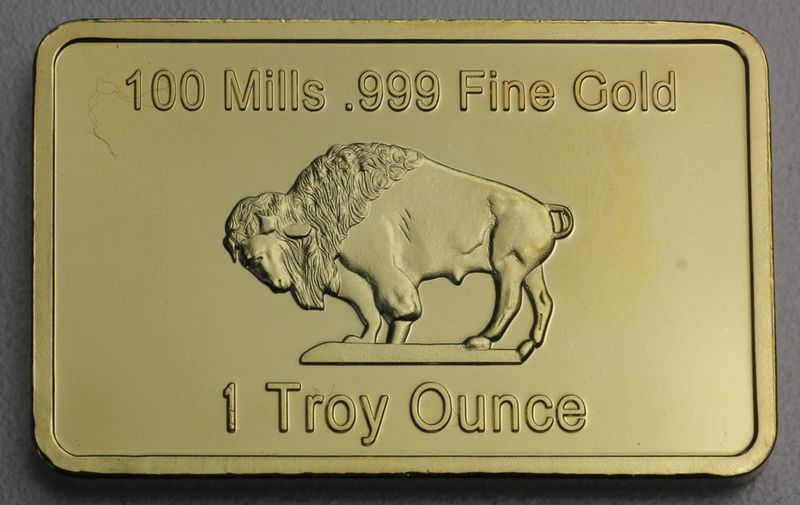 100 Mills .999 Fine Gold
1 Troy Ounce